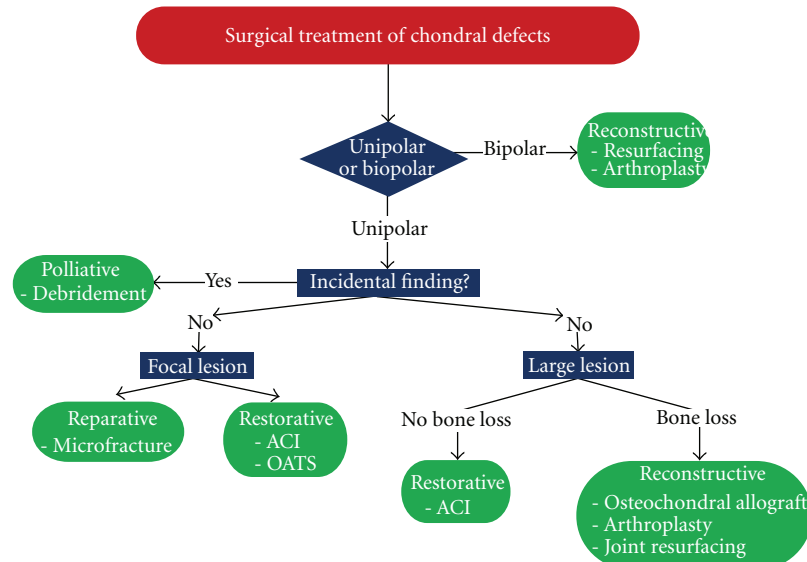 Surgical treatment of chondral defects
Unipolar
or biopolar
Bipolar
Reconstructive
- Resurfacing
- Arthroplasty
Unipolar
Incidental finding?
Yes
Polliative
- Debridement
No
No
Focal lesion
Large lesion
Reparative
- Microfracture
Restorative
- ACI
- OATS
No bone loss
Bone loss
Restorative
- ACI
Reconstructive
- Osteochondral allograft
- Arthroplasty
- Joint resurfacing